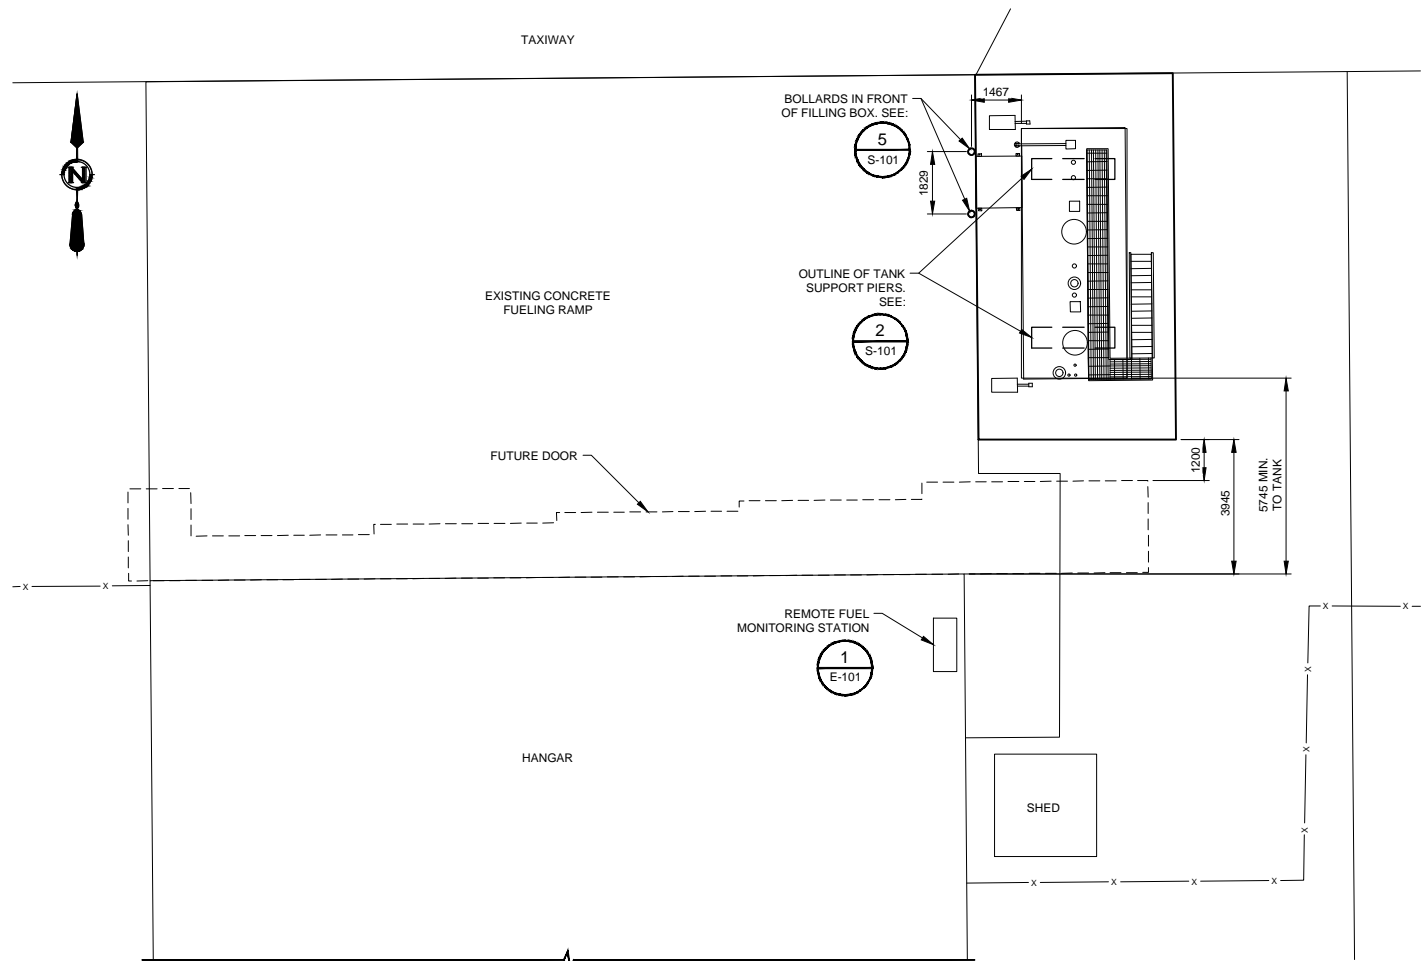 TAXIWAY
BOLLARDS IN FRONT
OF FILLING BOX. SEE:
5
S-101
1467
1829
N
EXISTING CONCRETE
FUELING RAMP
OUTLINE OF TANK
SUPPORT PIERS.
SEE:
2
S-101
FUTURE DOOR
1200
3945
5745 MIN.
TO TANK
X
X
X
X
REMOTE FUEL
MONITORING STATION
1
E-101
X
X
X
HANGAR
SHED
X
X
X
X